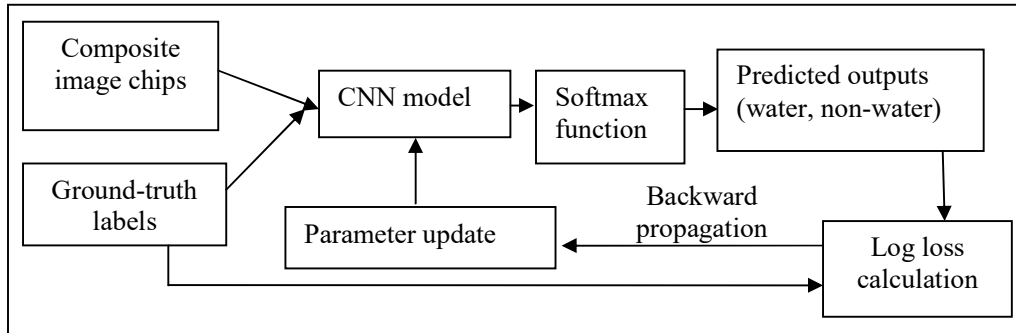 Composite
image chips
CNN model
Softmax
function
Predicted outputs
(water, non-water)
Ground-truth
labels
Parameter update
Backward
propagation
Log loss
calculation